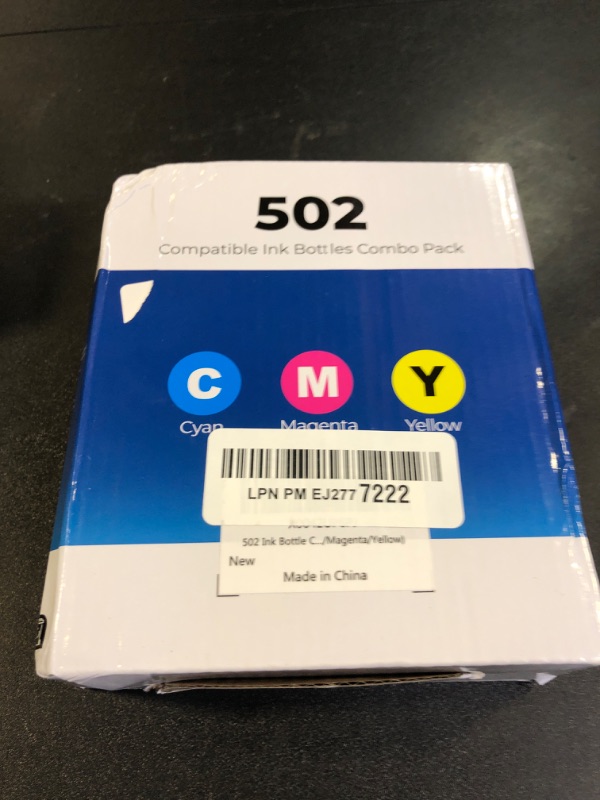 502
Compatible Ink Bottles Combo Pack
C M Y
Cyan Magenta Yellow
LPN PM EJ277 7222
502 Ink Bottle C.../Magenta/Yellow)
New
Made in China